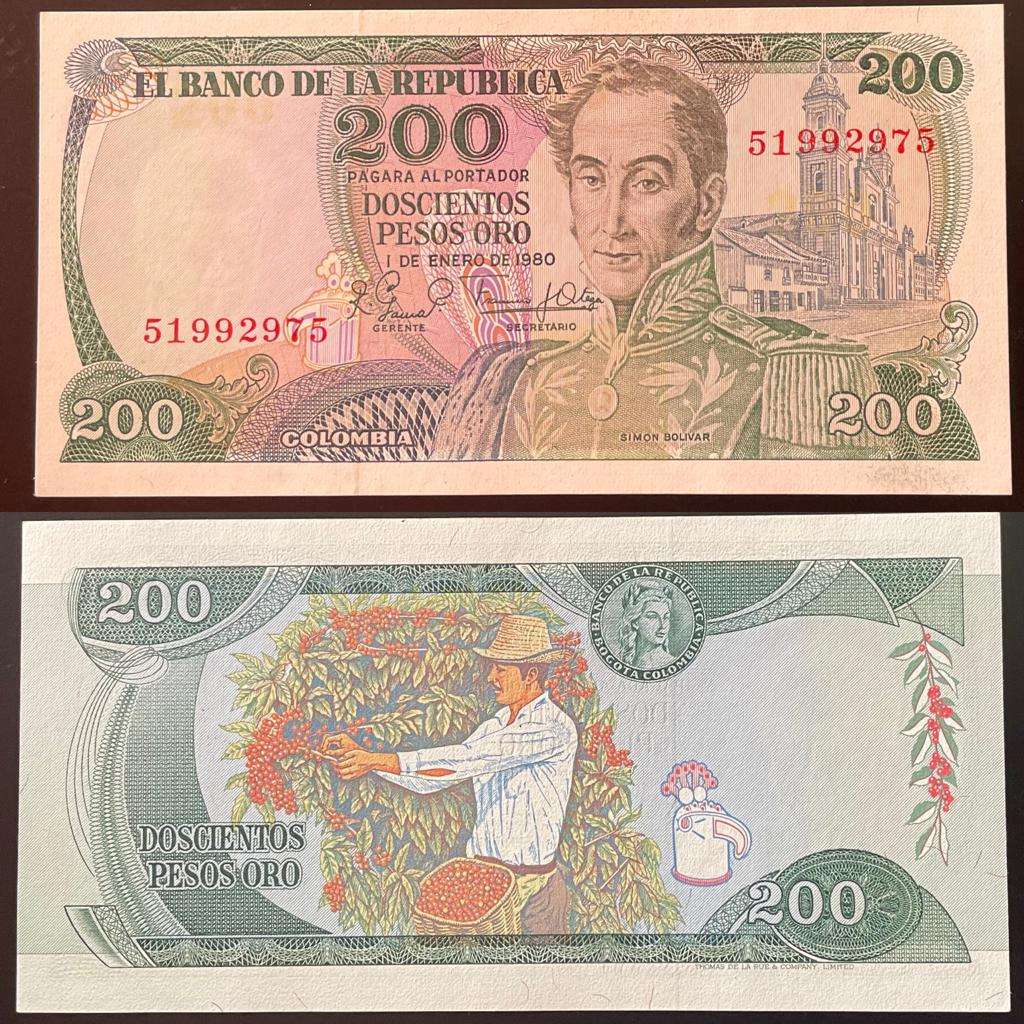 EL BANCO DE LA REPUBLICA
200
200
51992975
PAGARA AL PORTADOR
DOSCIENTOS
PESOS ORO
1 DE ENERO DE 1980
GERENTE
SECRETARIO
51992975
200
COLOMBIA
SIMON BOLIVAR
200
200
BANCO DE LA REPUBLICA
BOGOTA COLOMBIA
DOSCIENTOS
PESOS ORO
200
THOMAS DE LA RUE & COMPANY, LIMITED